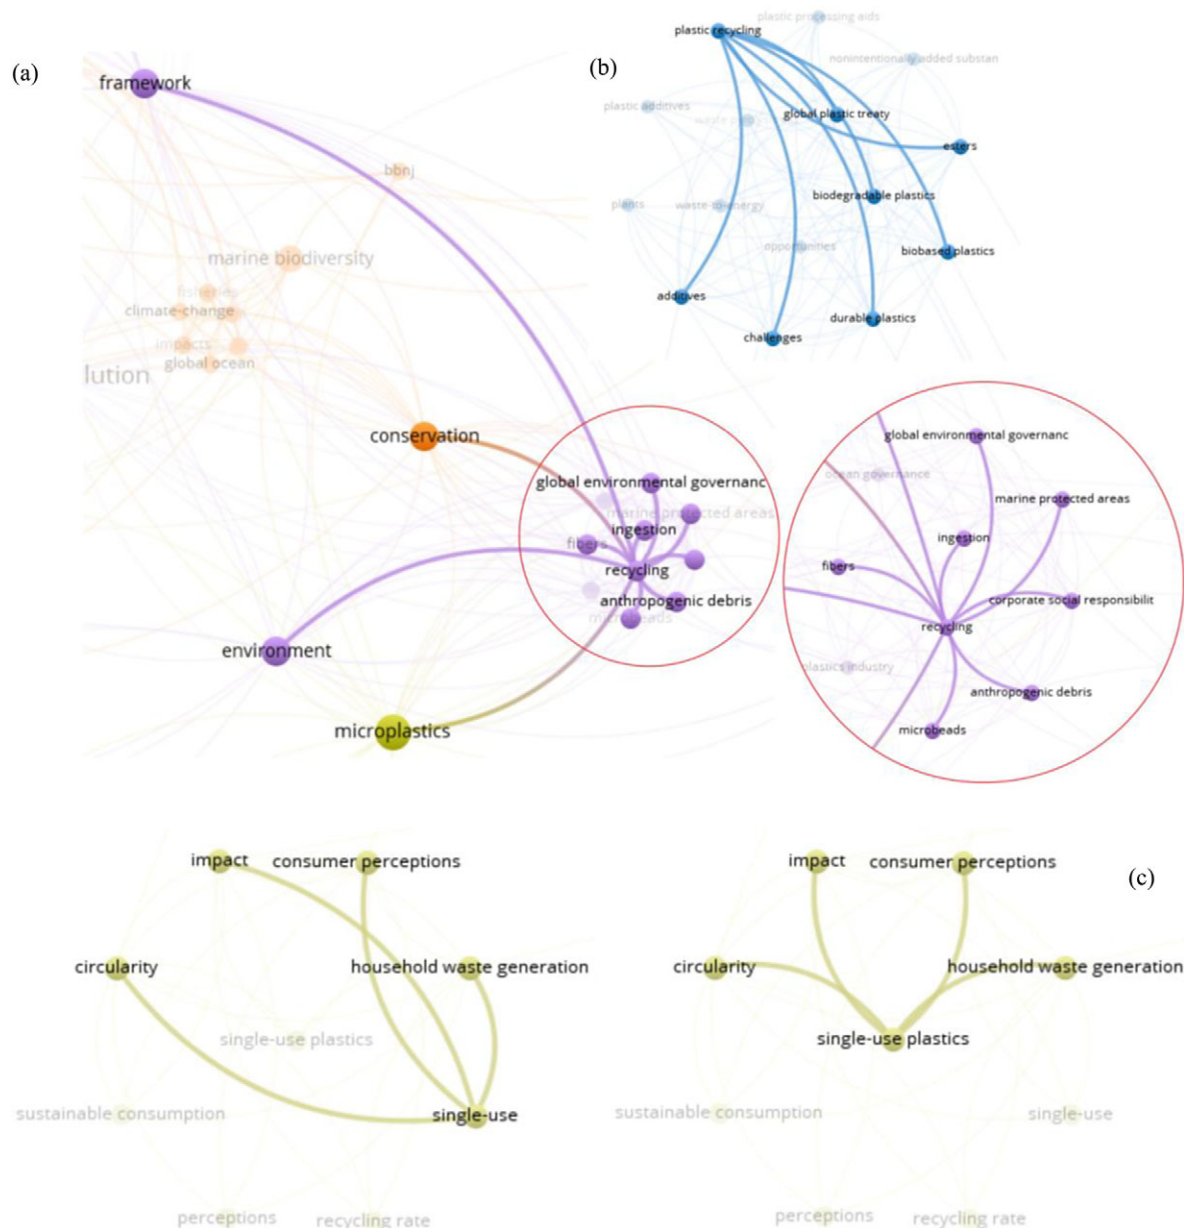 (a)
framework
bbnj
marine biodiversity
fisheries
climate-change
impacts
global ocean
lution
conservation
global environmental governanc
marine protected areas
ingestion
fibers
recycling
anthropogenic debris
microbeads
environment
microplastics
(b)
plastic processing aids
plastic recycling
nonintentionally added substan
plastic additives
global plastic treaty
esters
biodegradable plastics
plants
waste-to-energy
opportunities
biobased plastics
additives
durable plastics
challenges
global environmental governanc
ocean governance
marine protected areas
ingestion
fibers
corporate social responsibilit
recycling
plastics industry
anthropogenic debris
microbeads
impact
consumer perceptions
circularity
household waste generation
single-use plastics
sustainable consumption
single-use
perceptions
recycling rate
(c)
impact
consumer perceptions
circularity
household waste generation
single-use plastics
sustainable consumption
single-use
perceptions
recycling rate